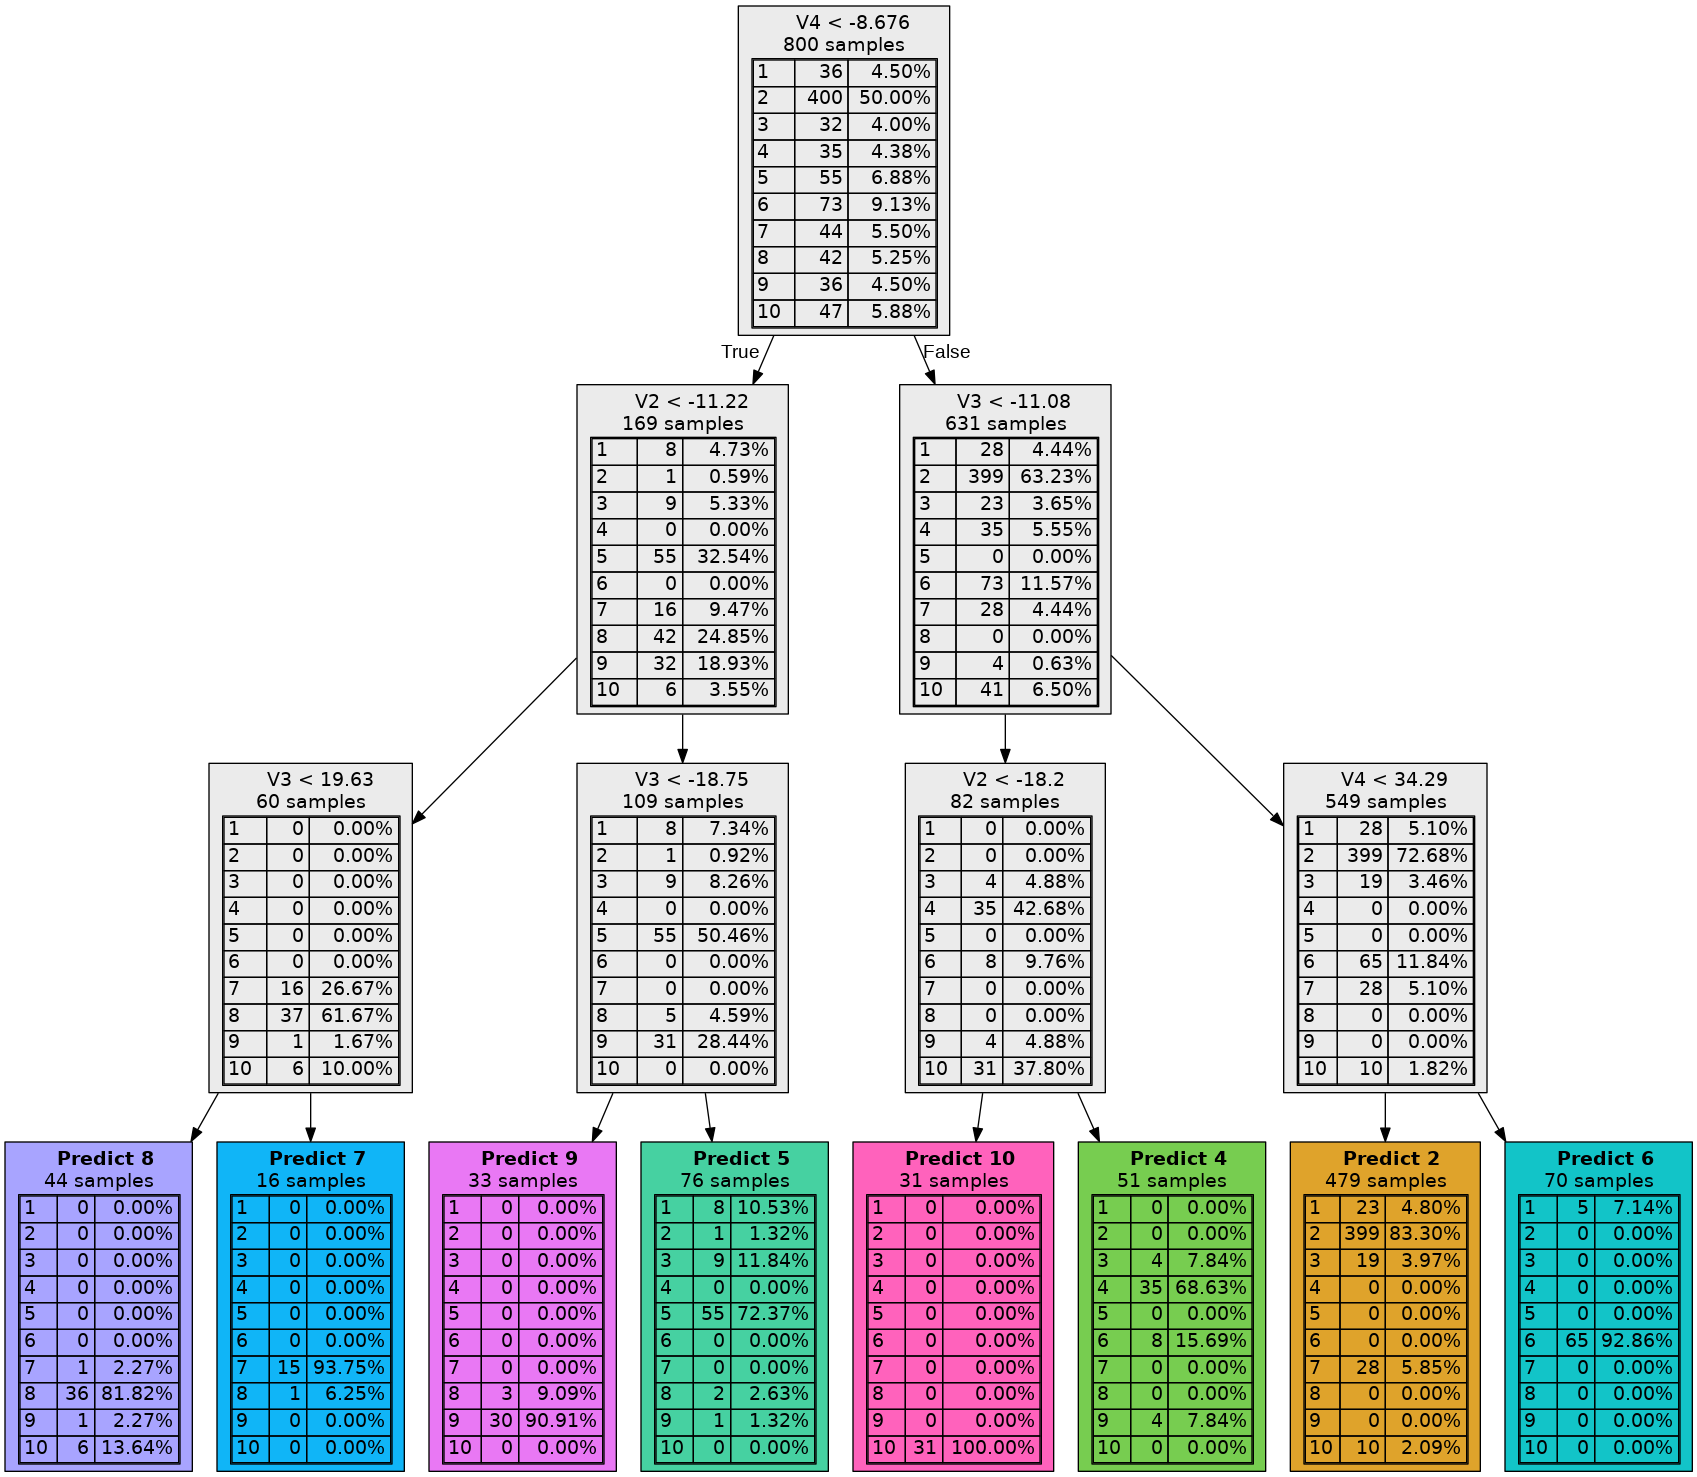 V4 < -8.676
800 samples
1 36 4.50%
2 400 50.00%
3 32 4.00%
4 35 4.38%
5 55 6.88%
6 73 9.13%
7 44 5.50%
8 42 5.25%
9 36 4.50%
10 47 5.88%
True
False
V2 < -11.22
169 samples
1 8 4.73%
2 1 0.59%
3 9 5.33%
4 0 0.00%
5 55 32.54%
6 0 0.00%
7 16 9.47%
8 42 24.85%
9 32 18.93%
10 6 3.55%
V3 < -11.08
631 samples
1 28 4.44%
2 399 63.23%
3 23 3.65%
4 35 5.55%
5 0 0.00%
6 73 11.57%
7 28 4.44%
8 0 0.00%
9 4 0.63%
10 41 6.50%
V3 < 19.63
60 samples
1 0 0.00%
2 0 0.00%
3 0 0.00%
4 0 0.00%
5 0 0.00%
6 0 0.00%
7 16 26.67%
8 37 61.67%
9 1 1.67%
10 6 10.00%
V3 < -18.75
109 samples
1 8 7.34%
2 1 0.92%
3 9 8.26%
4 0 0.00%
5 55 50.46%
6 0 0.00%
7 0 0.00%
8 5 4.59%
9 31 28.44%
10 0 0.00%
V2 < -18.2
82 samples
1 0 0.00%
2 0 0.00%
3 4 4.88%
4 35 42.68%
5 0 0.00%
6 8 9.76%
7 0 0.00%
8 0 0.00%
9 4 4.88%
10 31 37.80%
V4 < 34.29
549 samples
1 28 5.10%
2 399 72.68%
3 19 3.46%
4 0 0.00%
5 0 0.00%
6 65 11.84%
7 28 5.10%
8 0 0.00%
9 0 0.00%
10 10 1.82%
Predict 8
44 samples
1 0 0.00%
2 0 0.00%
3 0 0.00%
4 0 0.00%
5 0 0.00%
6 0 0.00%
7 1 2.27%
8 36 81.82%
9 1 2.27%
10 6 13.64%
Predict 7
16 samples
1 0 0.00%
2 0 0.00%
3 0 0.00%
4 0 0.00%
5 0 0.00%
6 0 0.00%
7 15 93.75%
8 1 6.25%
9 0 0.00%
10 0 0.00%
Predict 9
33 samples
1 0 0.00%
2 0 0.00%
3 0 0.00%
4 0 0.00%
5 0 0.00%
6 0 0.00%
7 0 0.00%
8 3 9.09%
9 30 90.91%
10 0 0.00%
Predict 5
76 samples
1 8 10.53%
2 1 1.32%
3 9 11.84%
4 0 0.00%
5 55 72.37%
6 0 0.00%
7 0 0.00%
8 2 2.63%
9 1 1.32%
10 0 0.00%
Predict 10
31 samples
1 0 0.00%
2 0 0.00%
3 0 0.00%
4 0 0.00%
5 0 0.00%
6 0 0.00%
7 0 0.00%
8 0 0.00%
9 0 0.00%
10 31 100.00%
Predict 4
51 samples
1 0 0.00%
2 0 0.00%
3 4 7.84%
4 35 68.63%
5 0 0.00%
6 8 15.69%
7 0 0.00%
8 0 0.00%
9 4 7.84%
10 0 0.00%
Predict 2
479 samples
1 23 4.80%
2 399 83.30%
3 19 3.97%
4 0 0.00%
5 0 0.00%
6 0 0.00%
7 28 5.85%
8 0 0.00%
9 0 0.00%
10 10 2.09%
Predict 6
70 samples
1 5 7.14%
2 0 0.00%
3 0 0.00%
4 0 0.00%
5 0 0.00%
6 65 92.86%
7 0 0.00%
8 0 0.00%
9 0 0.00%
10 0 0.00%